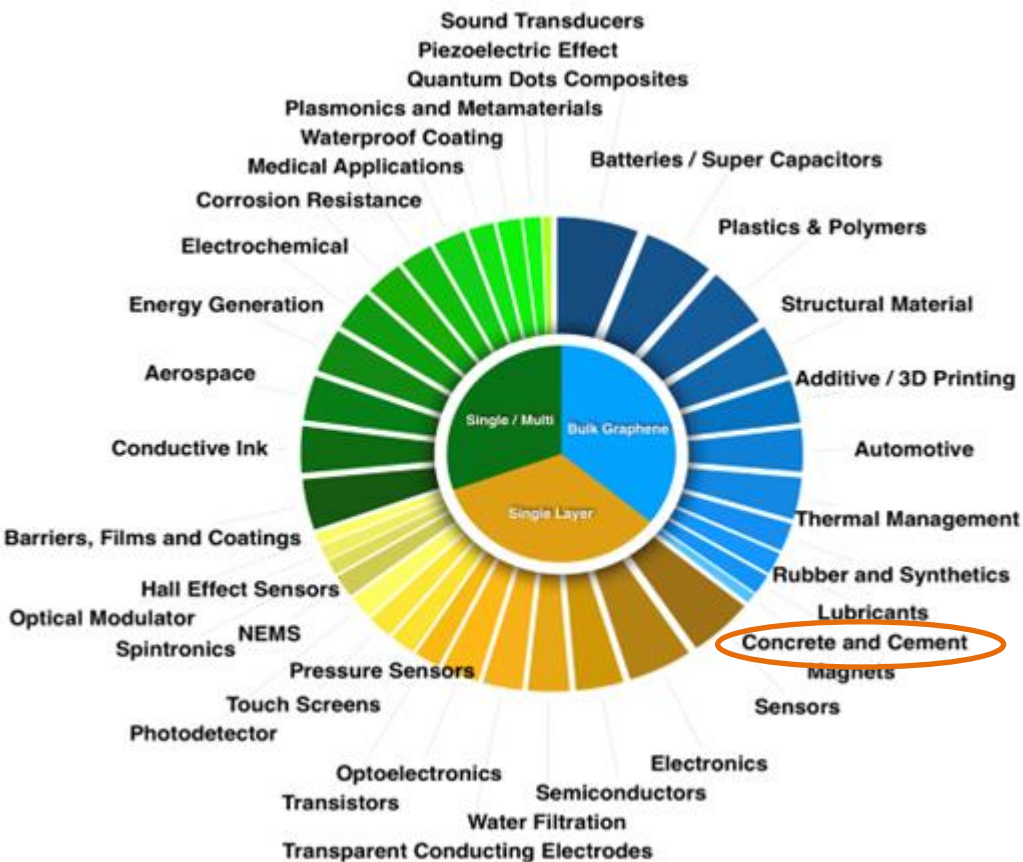 Sound Transducers
Piezoelectric Effect
Quantum Dots Composites
Plasmonics and Metamaterials
Waterproof Coating
Medical Applications
Corrosion Resistance
Electrochemical
Energy Generation
Aerospace
Conductive Ink
Barriers, Films and Coatings
Hall Effect Sensors
Optical Modulator
NEMS
Spintronics
Pressure Sensors
Touch Screens
Photodetector
Optoelectronics
Transistors
Batteries / Super Capacitors
Plastics & Polymers
Structural Material
Additive / 3D Printing
Automotive
Thermal Management
Rubber and Synthetics
Lubricants
Concrete and Cement
Magnets
Sensors
Electronics
Semiconductors
Water Filtration
Transparent Conducting Electrodes
Single / Multi
Bulk Graphene
Single Layer